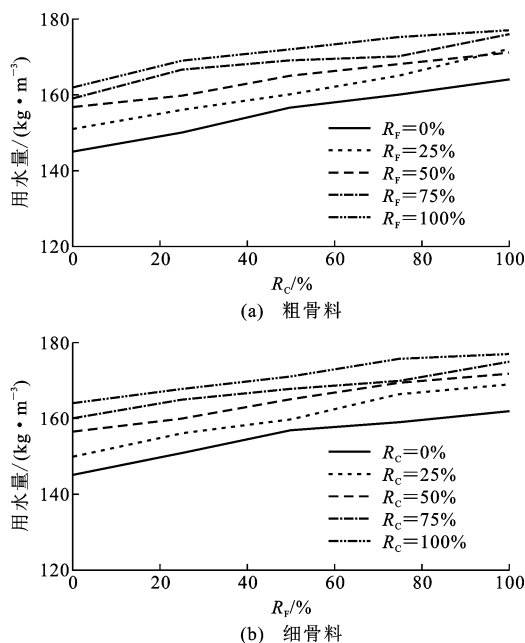 180
160
140
120
用水量/(kg•m⁻³)
R_F=0%
R_F=25%
R_F=50%
R_F=75%
R_F=100%
0 20 40 60 80 100
R_C/%
(a) 粗骨料
180
160
140
120
用水量/(kg•m⁻³)
R_C=0%
R_C=25%
R_C=50%
R_C=75%
R_C=100%
0 20 40 60 80 100
R_F/%
(b) 细骨料